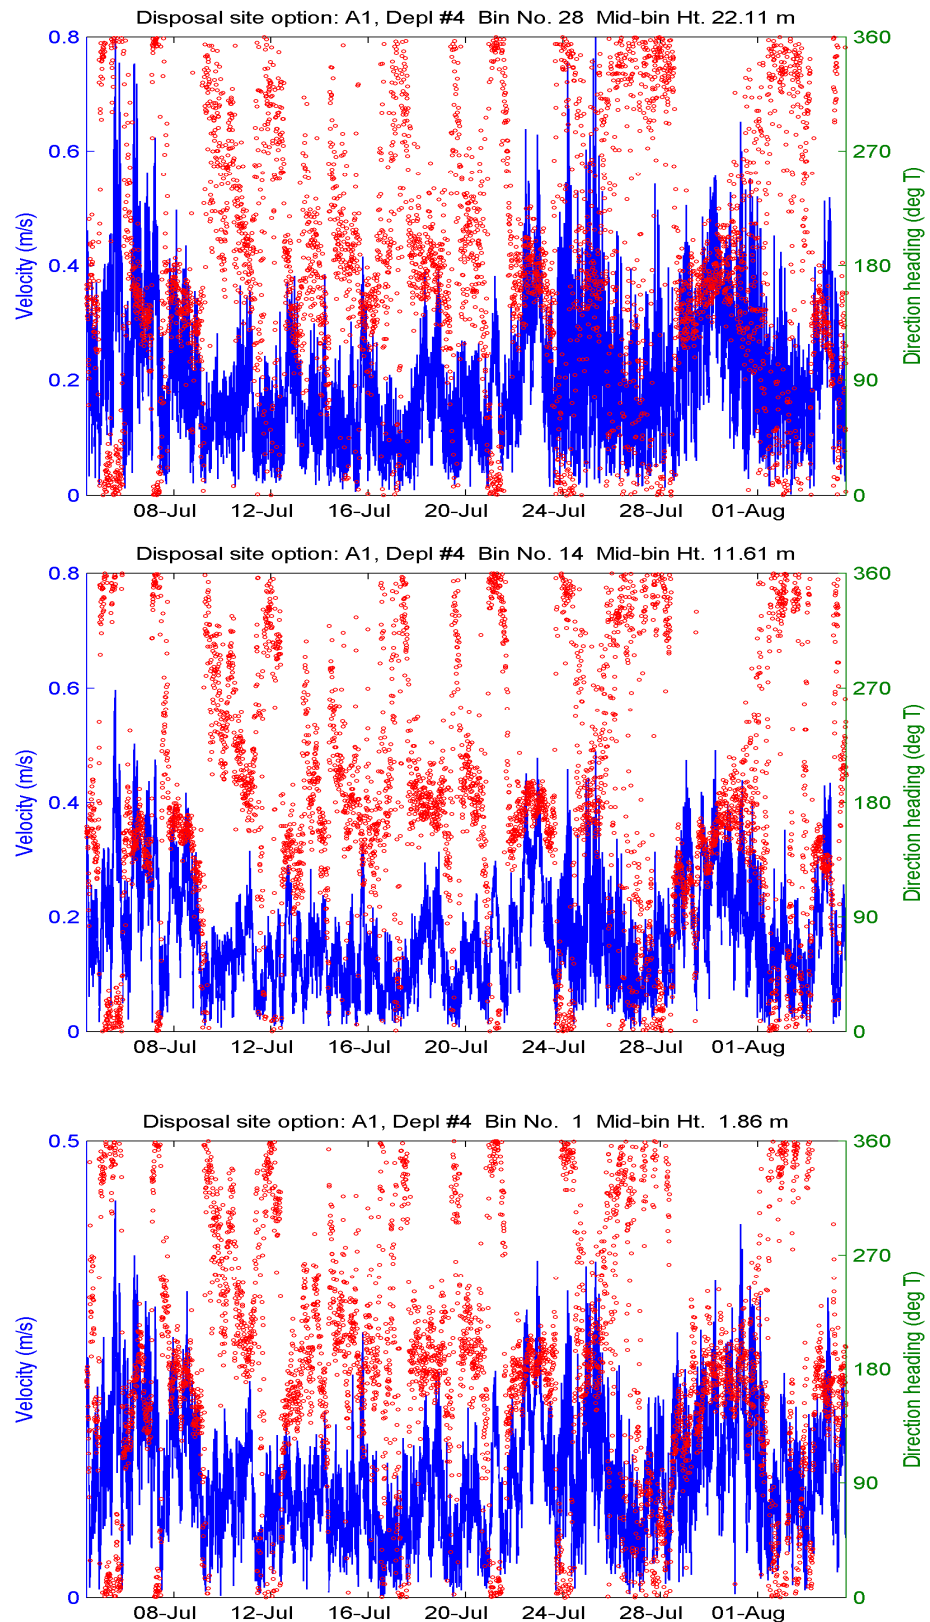 Disposal site option: A1, Depl #4 Bin No. 28 Mid-bin Ht. 22.11 m
0.8
0.6
0.4
0.2
0
Velocity (m/s)
360
270
180
90
0
Direction heading (deg T)
08-Jul 12-Jul 16-Jul 20-Jul 24-Jul 28-Jul 01-Aug
Disposal site option: A1, Depl #4 Bin No. 14 Mid-bin Ht. 11.61 m
0.8
0.6
0.4
0.2
0
Velocity (m/s)
360
270
180
90
0
Direction heading (deg T)
08-Jul 12-Jul 16-Jul 20-Jul 24-Jul 28-Jul 01-Aug
Disposal site option: A1, Depl #4 Bin No. 1 Mid-bin Ht. 1.86 m
0.5
0
Velocity (m/s)
360
270
180
90
0
Direction heading (deg T)
08-Jul 12-Jul 16-Jul 20-Jul 24-Jul 28-Jul 01-Aug